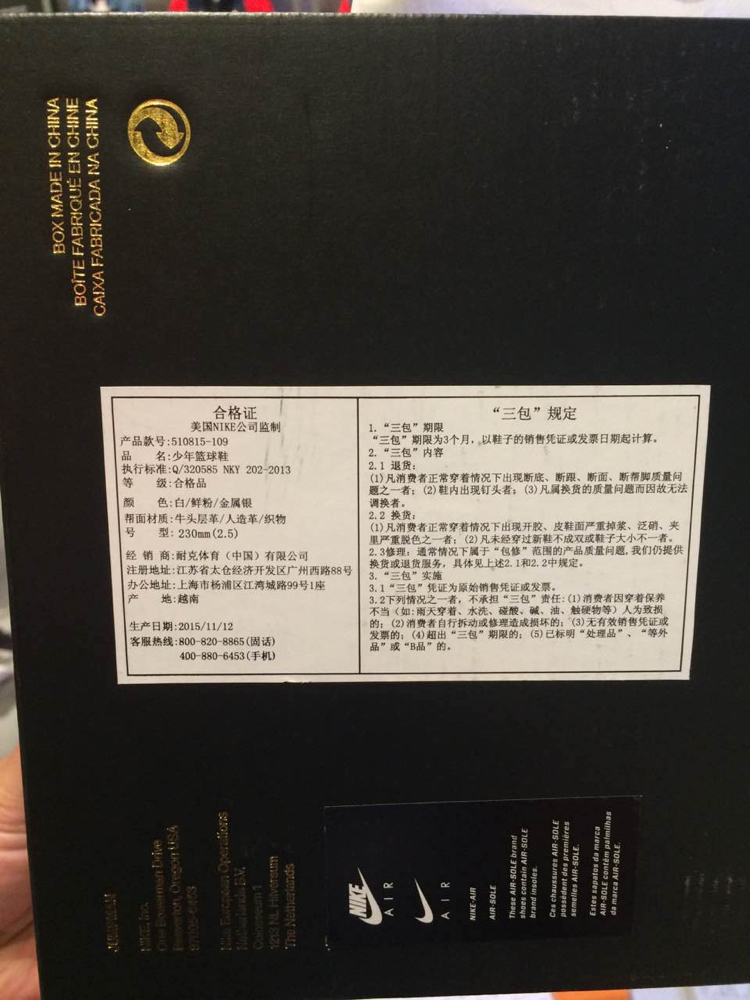 BOX MADE IN CHINA
BOÎTE FABRIQUÉ EN CHINE
CAIXA FABRICADA NA CHINA
合格证
美国NIKE公司监制
产品款号:510815-109
品 名:少年篮球鞋
执行标准:Q/320585 NKY 202-2013
等 级:合格品
颜 色:白/鲜粉/金属银
帮面材质:牛头层革/人造革/织物
号 型: 230mm(2.5)
经 销 商:耐克体育（中国）有限公司
注册地址:江苏省太仓经济开发区广州西路88号
办公地址:上海市杨浦区江湾城路99号1座
产 地:越南
生产日期:2015/11/12
客服热线:800-820-8865(固话)
400-880-6453(手机)
“三包”规定
1. “三包”期限
“三包”期限为3个月，以鞋子的销售凭证或发票日期起计算。
2. “三包”内容
2.1 退货:
(1)凡消费者正常穿着情况下出现断底、断跟、断面、断帮脚质量问
题之一者；(2)鞋内出现钉头者；(3)凡属换货的质量问题而因故无法
调换者。
2.2 换货:
(1)凡消费者正常穿着情况下出现开胶、皮鞋面严重掉浆、泛硝、夹
里严重脱色之一者；(2)凡未经穿过新鞋不成双或鞋子大小不一者。
2.3修理: 通常情况下属于“包修”范围的产品质量问题,我们仍提供
换货或退货服务，具体见上述2.1和2.2中规定。
3. “三包”实施
3.1“三包”凭证为原始销售凭证或发票。
3.2下列情况之一者，不承担“三包”责任:(1)消费者因穿着保养
不当（如:雨天穿着、水洗、碰酸、碱、油、触硬物等）人为致损
的；(2)消费者自行拆动或修理造成损坏的；(3)无有效销售凭证或
发票的；(4)超出“三包”期限的；(5)已标明“处理品”、“等外
品”或“B品”的。
NIKE, Inc.
One Bowerman Drive
Beaverton, Oregon USA
Nike European Operations
Netherlands B.V.
Colosseum 1
1213 NL Hilversum
The Netherlands
NIKE
AIR
AIR
NIKE-AIR
AIR-SOLE
These AIR-SOLE brand
shoes contain AIR-SOLE
brand insoles.
Ces chaussures AIR-SOLE
possèdent des premières
semelles AIR-SOLE.
Estes sapatos da marca
AIR-SOLE contêm palmilhas
da marca AIR-SOLE.